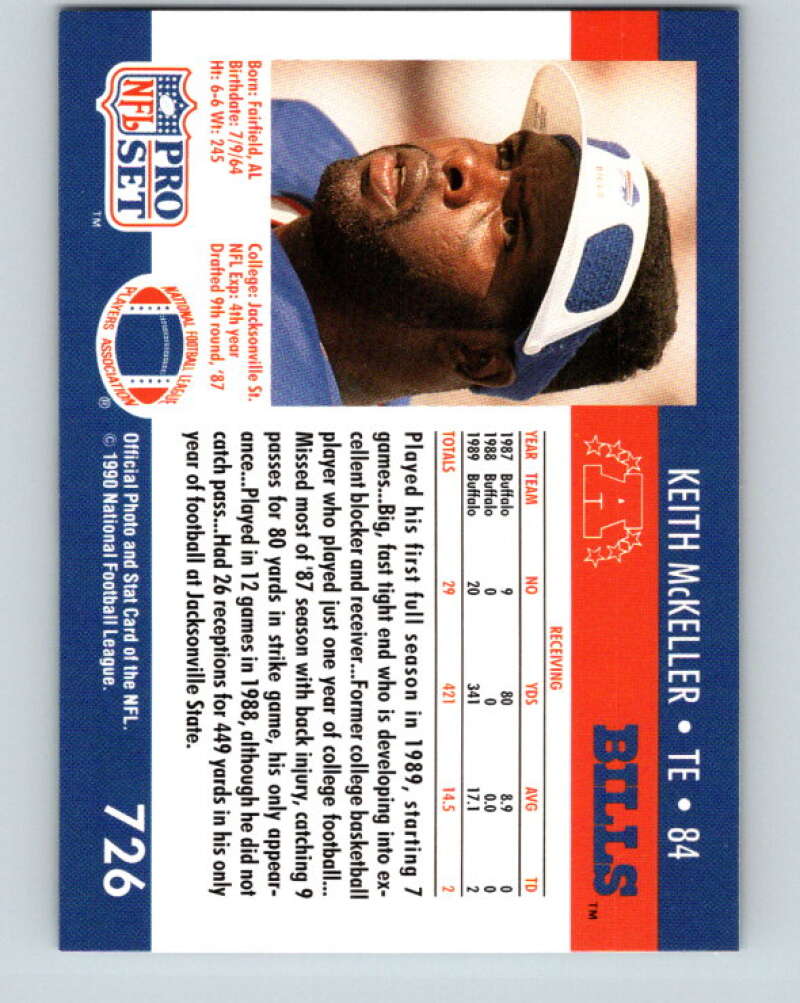 KEITH McKELLER • TE • 84
A
BILLS™
BILLS
RECEIVING
YEAR TEAM NO YDS AVG TD
1987 Buffalo 9 80 8.9 0
1988 Buffalo 0 0 0.0 0
1989 Buffalo 20 341 17.1 2
TOTALS 29 421 14.5 2
Played his first full season in 1989, starting 7
games...Big, fast tight end who is developing into ex-
cellent blocker and receiver...Former college basketball
player who played just one year of college football...
Missed most of '87 season with back injury, catching 9
passes for 80 yards in strike game, his only appear-
ance...Played in 12 games in 1988, although he did not
catch pass...Had 26 receptions for 449 yards in his only
year of football at Jacksonville State.
Born: Fairfield, AL
Birthdate: 7/9/64
Ht: 6-6 Wt: 245
College: Jacksonville St.
NFL Exp: 4th year
Drafted 9th round, '87
PRO
NFL SET
™
NATIONAL FOOTBALL LEAGUE
PLAYERS ASSOCIATION
®
Official Photo and Stat Card of the NFL.
© 1990 National Football League.
726